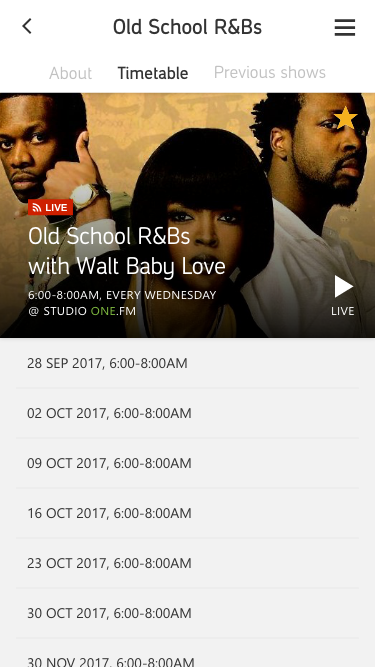 Old School R&Bs
About Timetable Previous shows
LIVE
Old School R&Bs
with Walt Baby Love
6:00-8:00AM, EVERY WEDNESDAY
@ STUDIO ONE.FM
LIVE
28 SEP 2017, 6:00-8:00AM
02 OCT 2017, 6:00-8:00AM
09 OCT 2017, 6:00-8:00AM
16 OCT 2017, 6:00-8:00AM
23 OCT 2017, 6:00-8:00AM
30 OCT 2017, 6:00-8:00AM
30 NOV 2017, 6:00-8:00AM